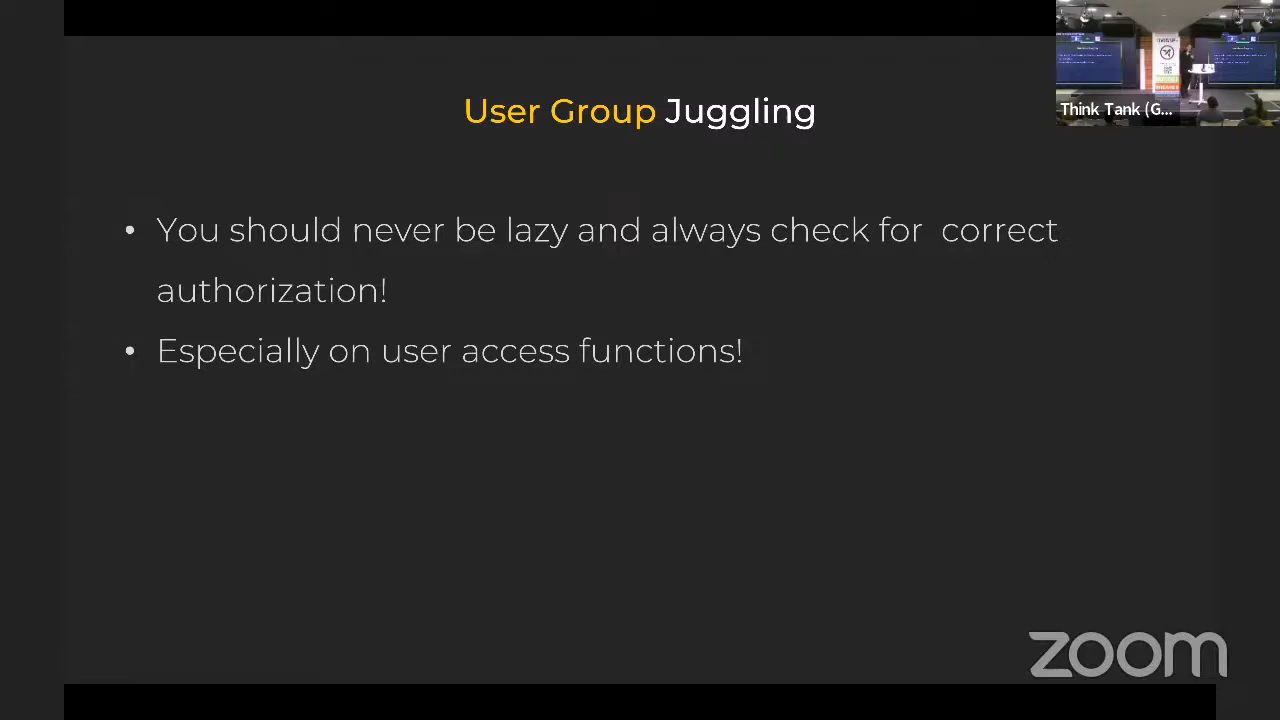 User Group Juggling
Think Tank (G...
• You should never be lazy and always check for correct
authorization!
• Especially on user access functions!
zoom